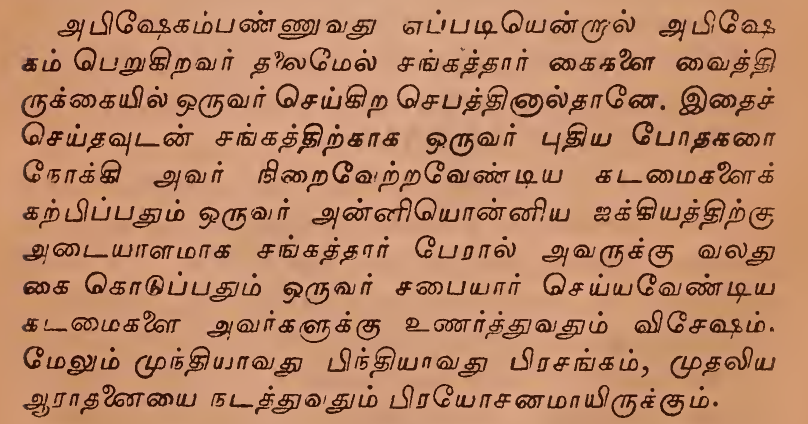 அபிஷேகம்பண்ணுவது எப்படியென்றால் அபிஷே
கம் பெறுகிறவர் தலைமேல் சங்கத்தார் கைகளை வைத்தி
ருக்கையில் ஒருவர் செய்கிற செபத்தினால்தானே. இதைச்
செய்தவுடன் சங்கத்திற்காக ஒருவர் புதிய போதகரை
நோக்கி அவர் நிறைவேற்றவேண்டிய கடமைகளைக்
கற்பிப்பதும் ஒருவர் அன்னியொன்னிய ஐக்கியத்திற்கு
அடையாளமாக சங்கத்தார் பேரால் அவருக்கு வலது
கை கொடுப்பதும் ஒருவர் சபையார் செய்யவேண்டிய
கடமைகளை அவர்களுக்கு உணர்த்துவதும் விசேஷம்.
மேலும் முந்தியாவது பிந்தியாவது பிரசங்கம், முதலிய
ஆராதனையை நடத்துவதும் பிரயோசனமாயிருக்கும்.